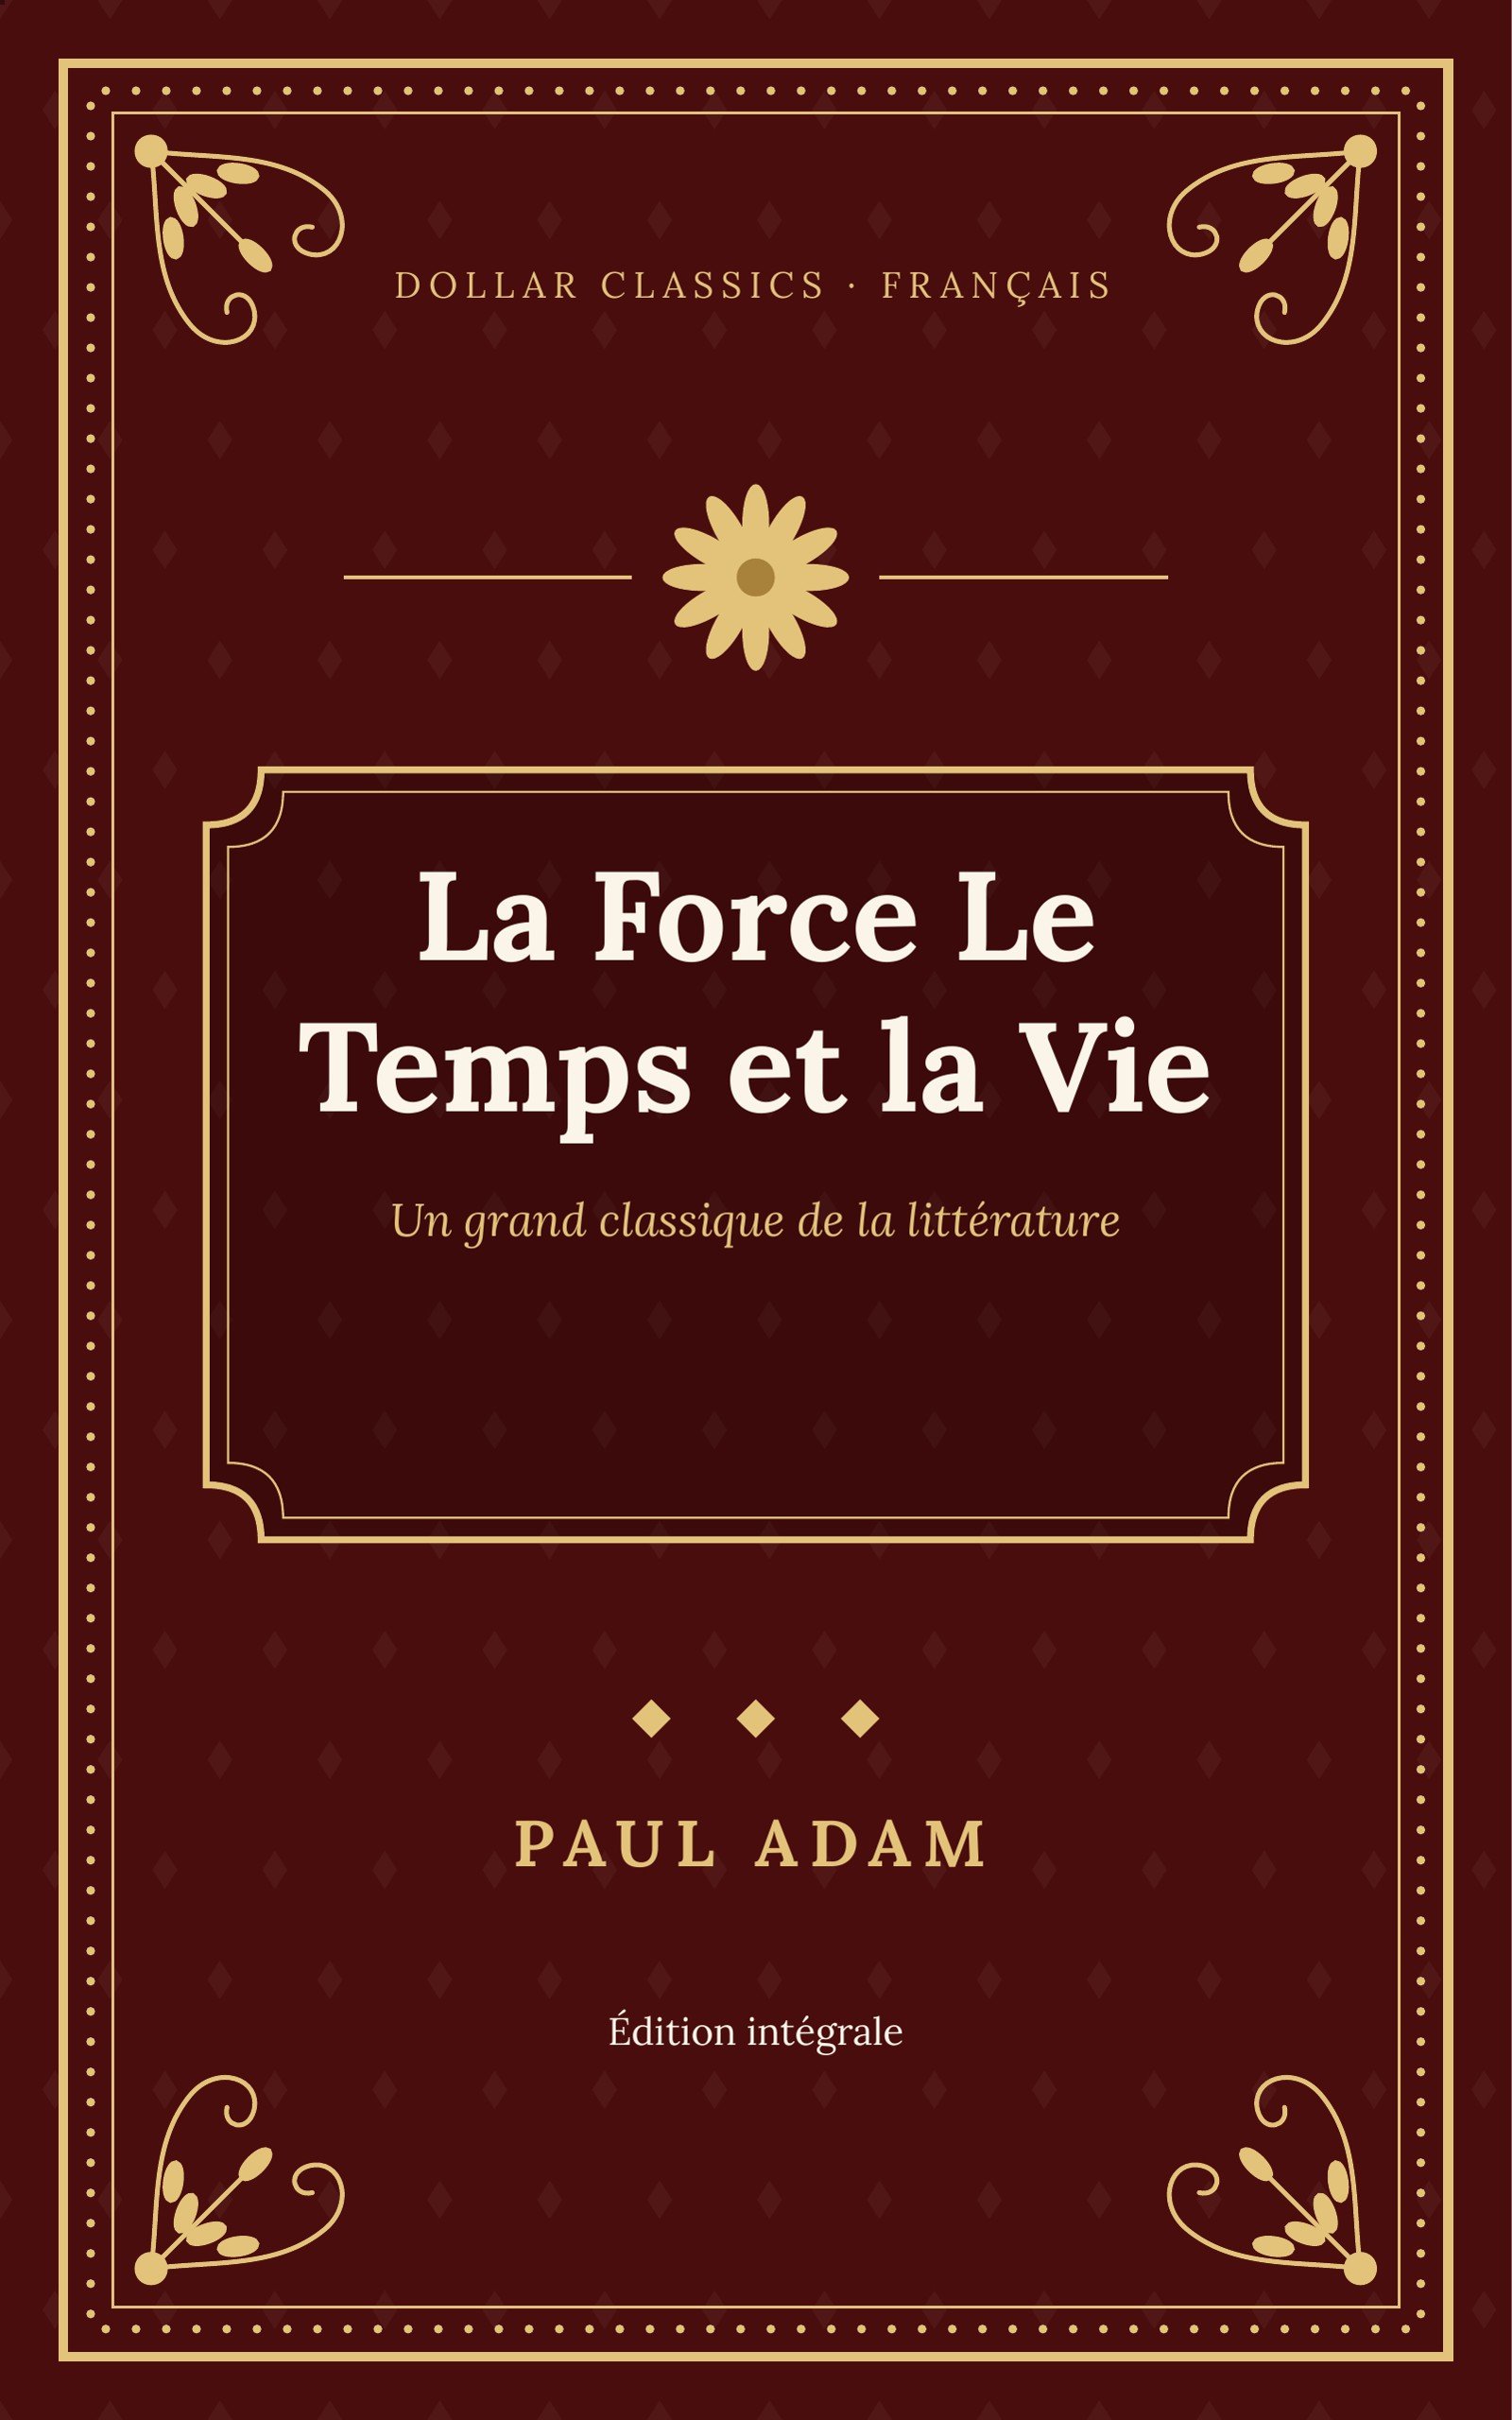 DOLLAR CLASSICS · FRANÇAIS
La Force Le
Temps et la Vie
Un grand classique de la littérature
PAUL ADAM
Édition intégrale